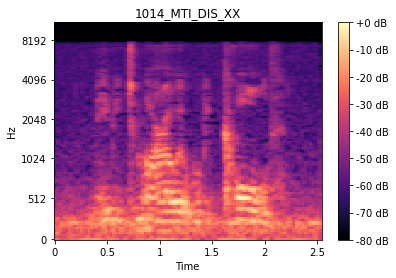 1014_MTI_DIS_XX
+0 dB
8192
-10 dB
4096
-20 dB
-30 dB
2048
Hz
-40 dB
1024
-50 dB
512
-60 dB
-70 dB
0
-80 dB
0 0.5 1 1.5 2 2.5
Time